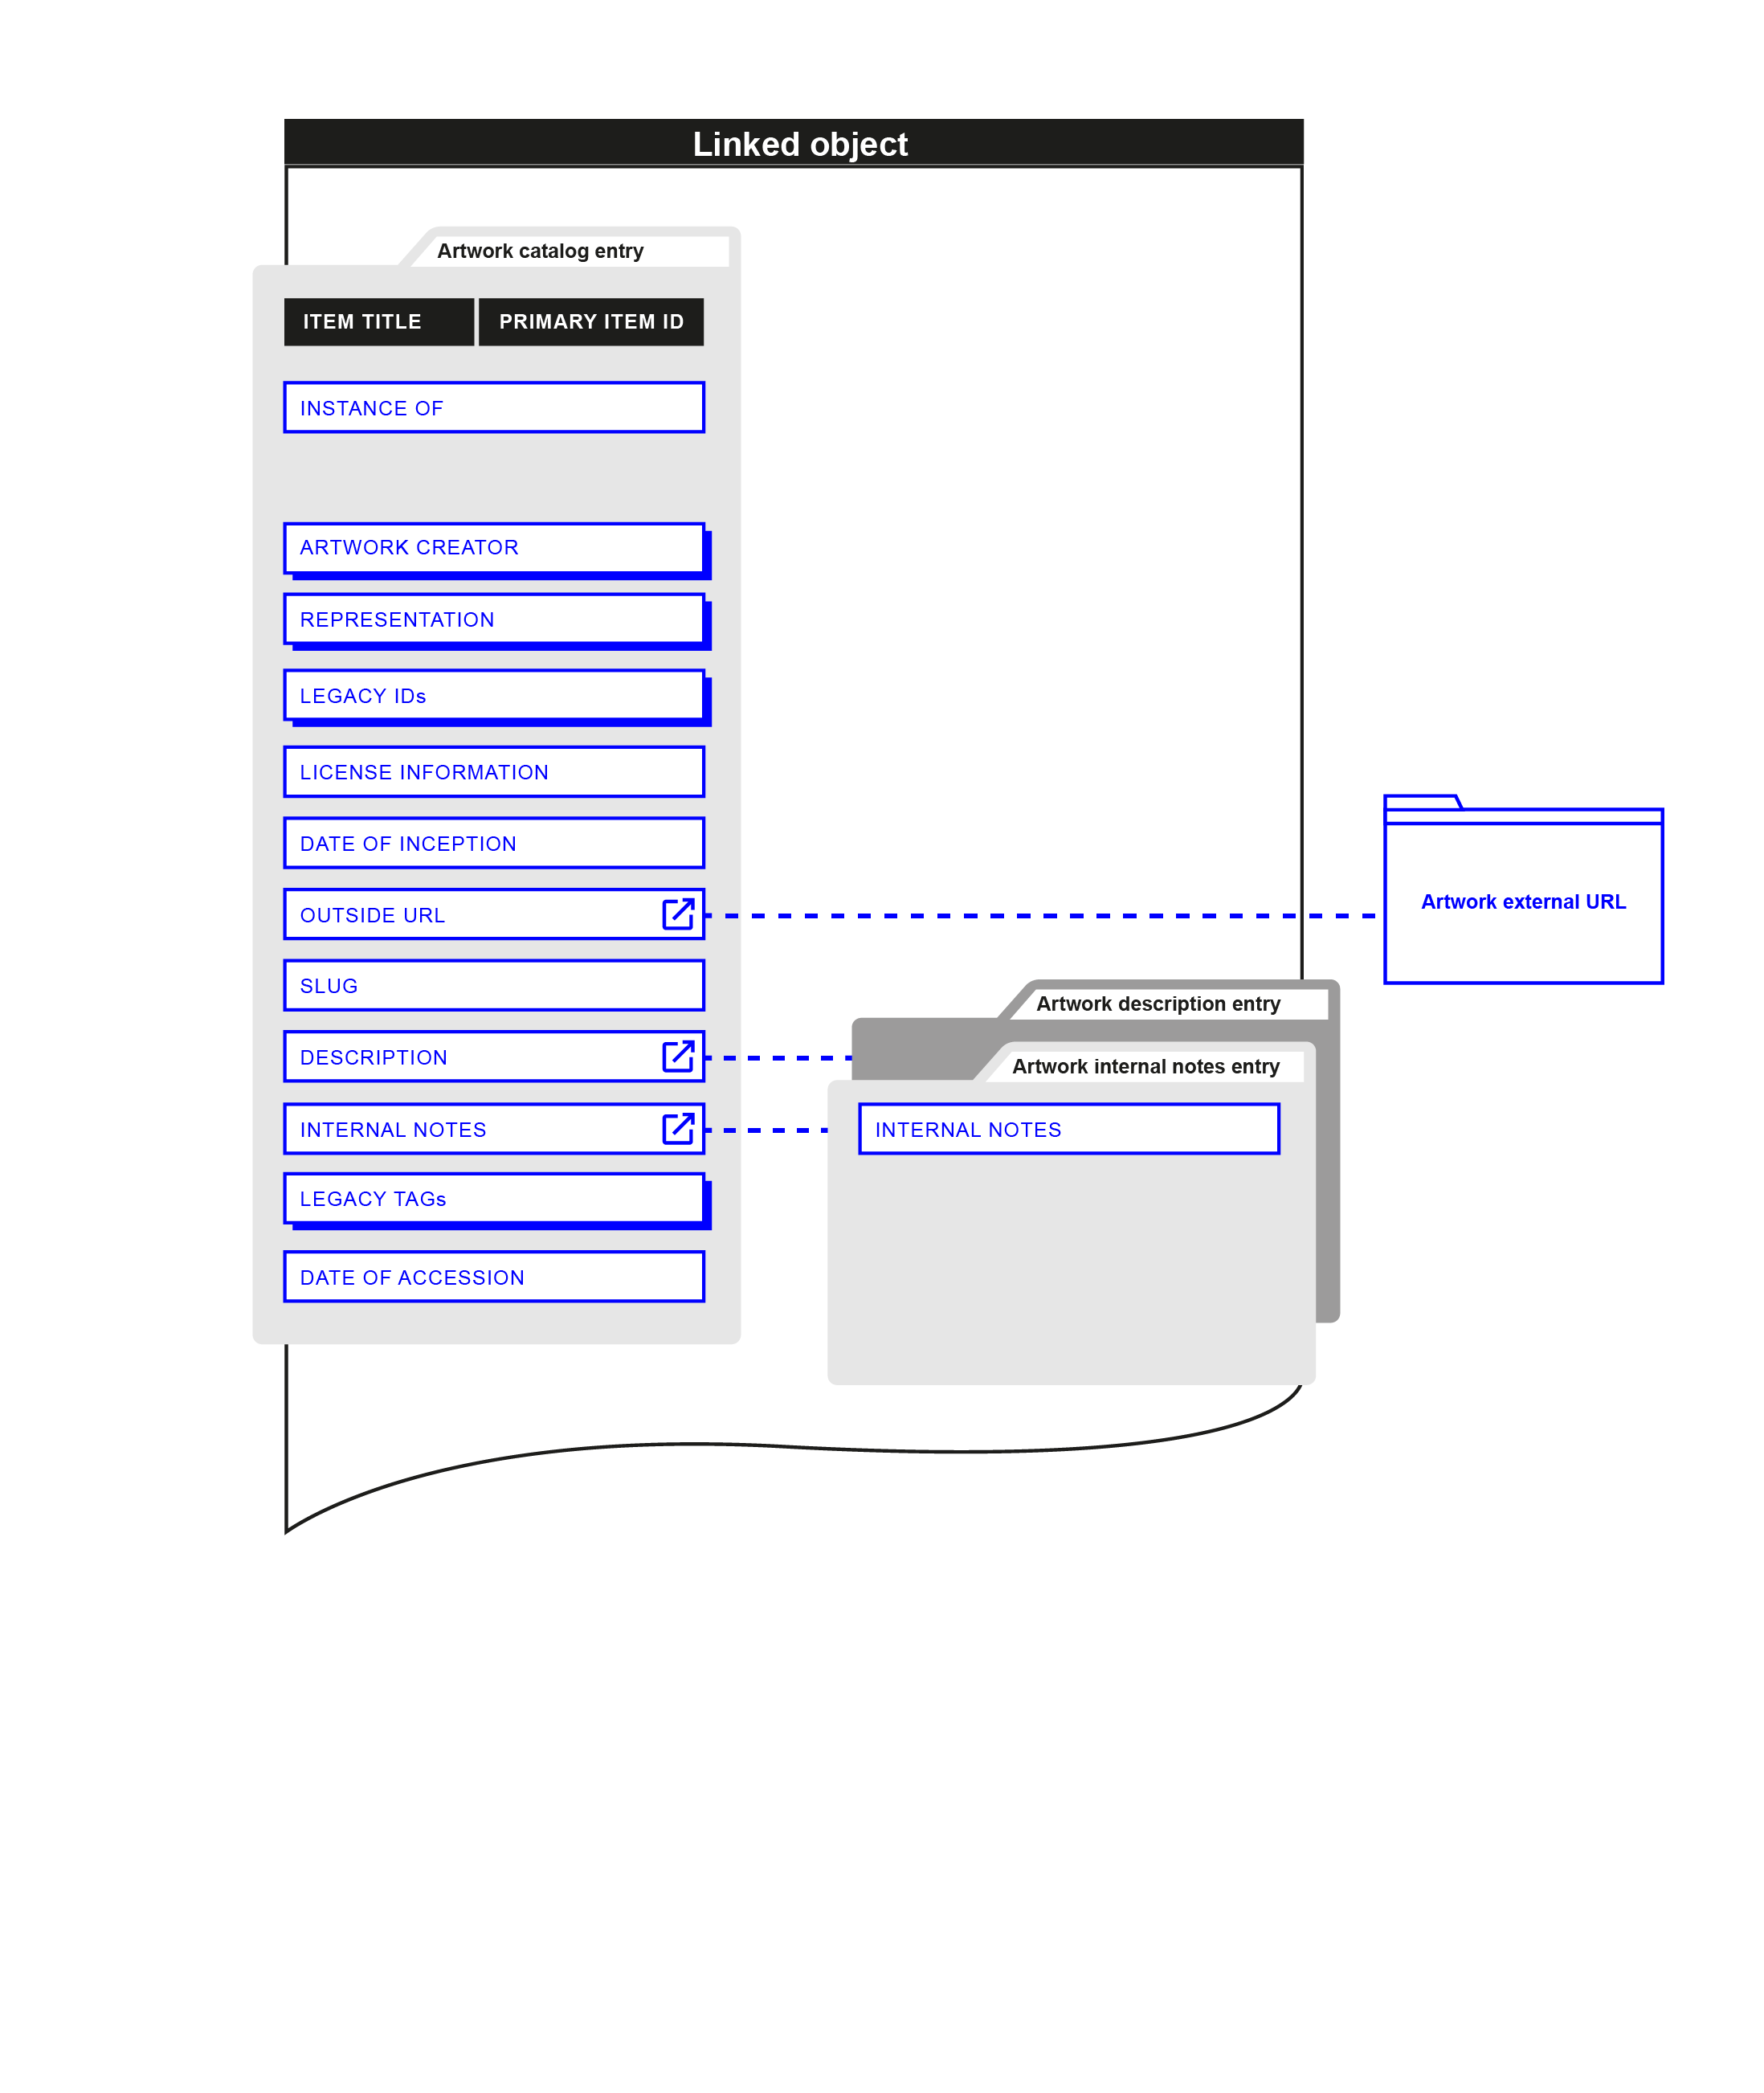 Linked object
Artwork catalog entry
ITEM TITLE
PRIMARY ITEM ID
INSTANCE OF
ARTWORK CREATOR
REPRESENTATION
LEGACY IDs
LICENSE INFORMATION
DATE OF INCEPTION
OUTSIDE URL
SLUG
DESCRIPTION
INTERNAL NOTES
LEGACY TAGs
DATE OF ACCESSION
Artwork external URL
Artwork description entry
Artwork internal notes entry
INTERNAL NOTES